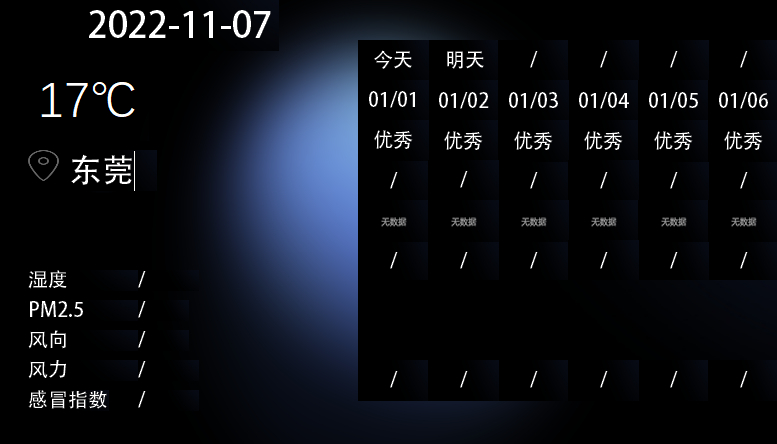 2022-11-07
17℃
东莞
湿度 /
PM2.5 /
风向 /
风力 /
感冒指数 /
今天 明天 / / / /
01/01 01/02 01/03 01/04 01/05 01/06
优秀 优秀 优秀 优秀 优秀 优秀
/ / / / / /
无数据 无数据 无数据 无数据 无数据 无数据
/ / / / / /
/ / / / / /